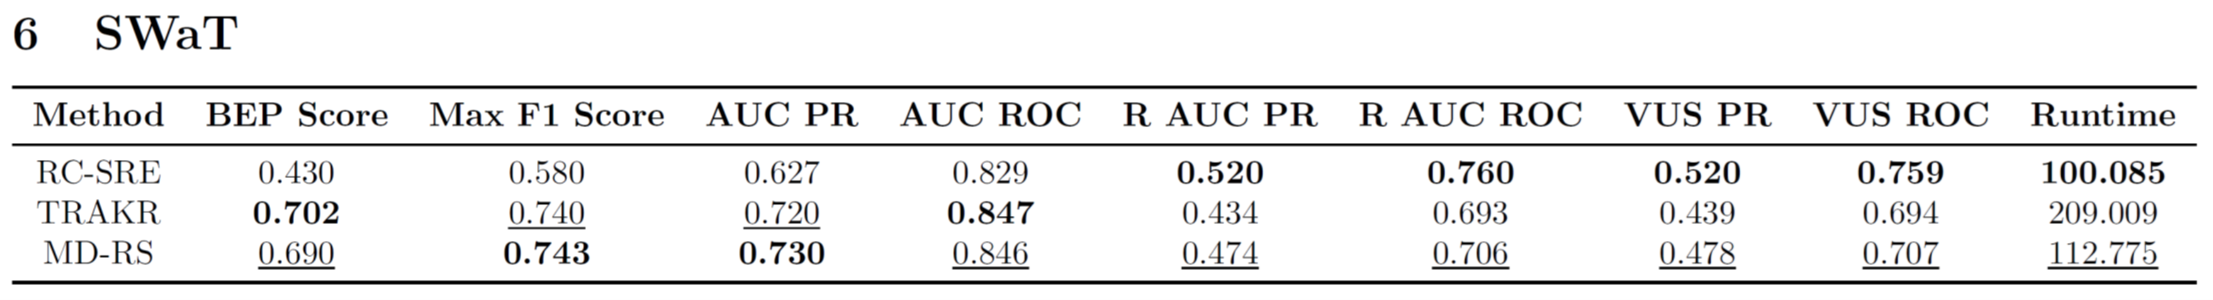 6 SWaT
Method BEP Score Max F1 Score AUC PR AUC ROC R AUC PR R AUC ROC VUS PR VUS ROC Runtime
RC-SRE 0.430 0.580 0.627 0.829 0.520 0.760 0.520 0.759 100.085
TRAKR 0.702 0.740 0.720 0.847 0.434 0.693 0.439 0.694 209.009
MD-RS 0.690 0.743 0.730 0.846 0.474 0.706 0.478 0.707 112.775